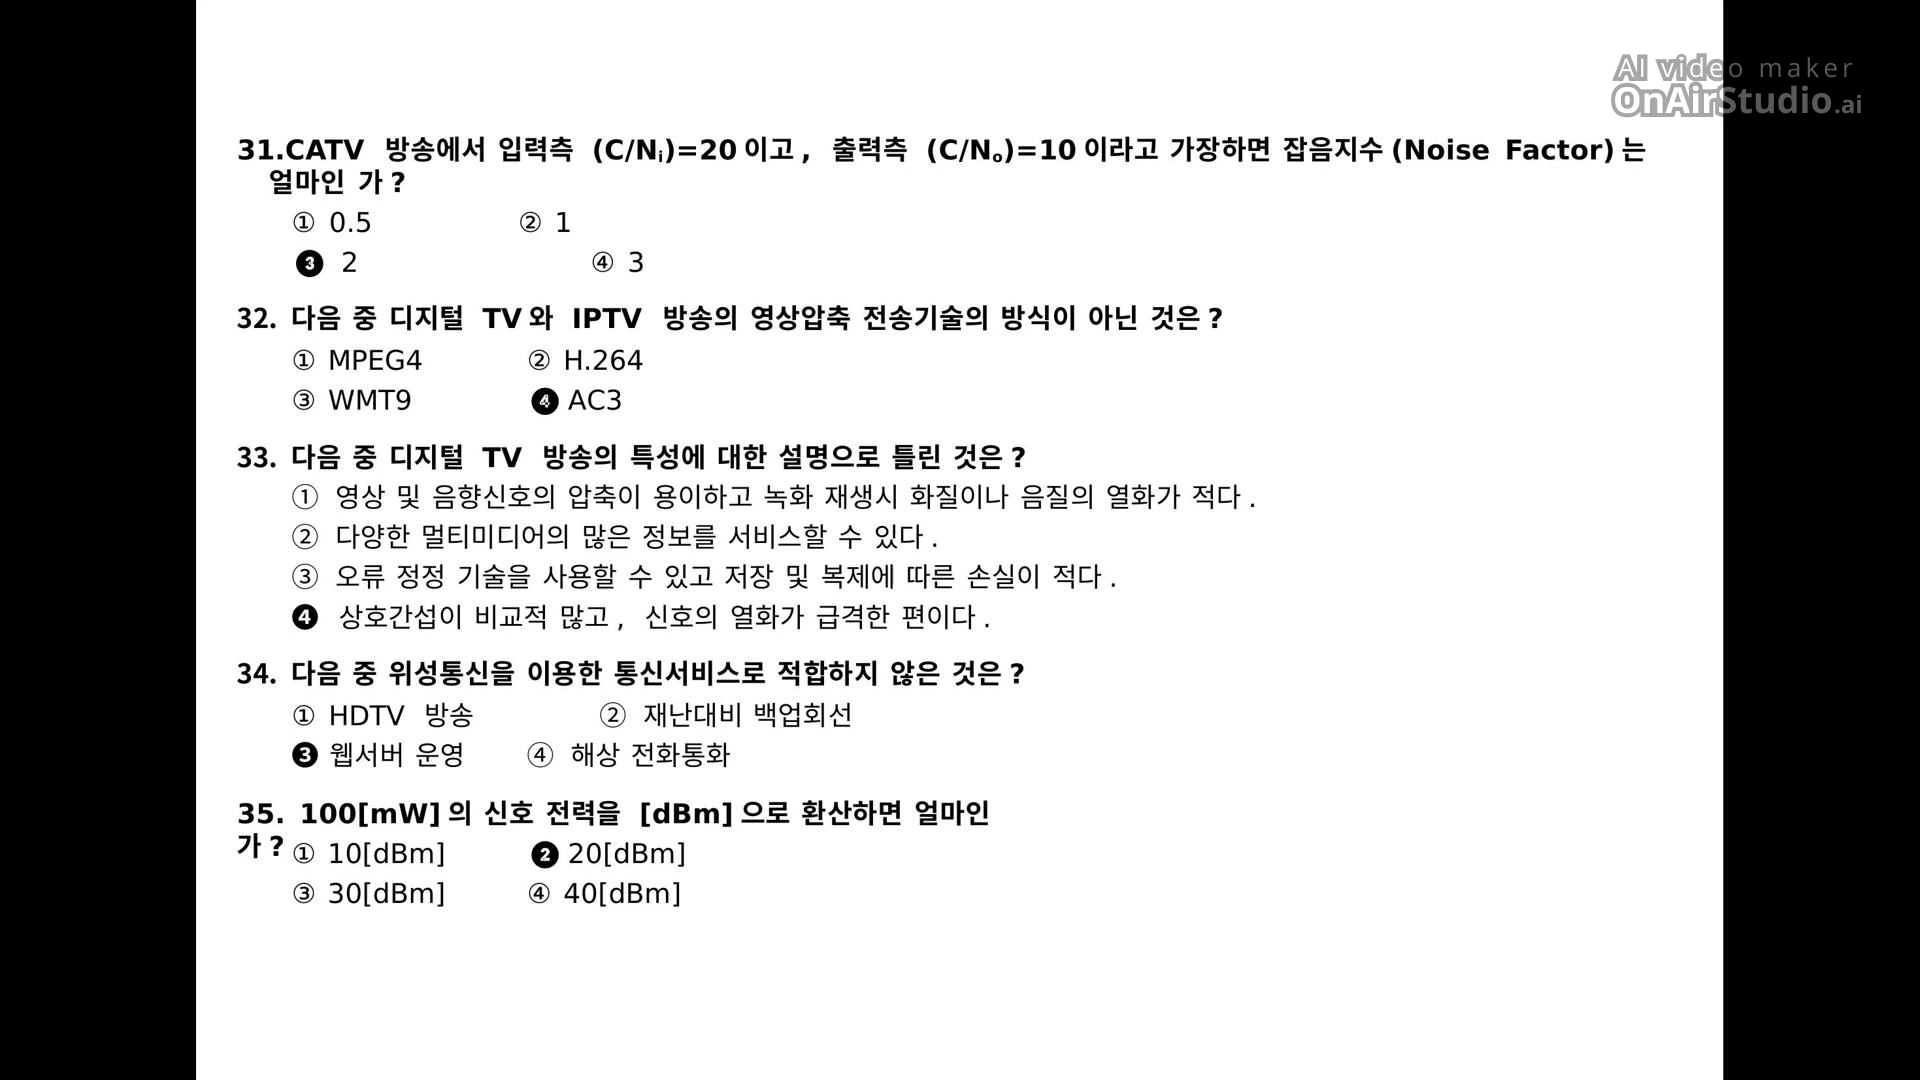 AI video maker
OnAirStudio.ai
31.CATV 방송에서 입력측 (C/Nᵢ)=20이고, 출력측 (C/Nₒ)=10이라고 가장하면 잡음지수(Noise Factor)는
얼마인 가?
① 0.5 ② 1
❸ 2 ④ 3
32. 다음 중 디지털 TV와 IPTV 방송의 영상압축 전송기술의 방식이 아닌 것은?
① MPEG4 ② H.264
③ WMT9 ❹ AC3
33. 다음 중 디지털 TV 방송의 특성에 대한 설명으로 틀린 것은?
① 영상 및 음향신호의 압축이 용이하고 녹화 재생시 화질이나 음질의 열화가 적다.
② 다양한 멀티미디어의 많은 정보를 서비스할 수 있다.
③ 오류 정정 기술을 사용할 수 있고 저장 및 복제에 따른 손실이 적다.
❹ 상호간섭이 비교적 많고, 신호의 열화가 급격한 편이다.
34. 다음 중 위성통신을 이용한 통신서비스로 적합하지 않은 것은?
① HDTV 방송 ② 재난대비 백업회선
❸ 웹서버 운영 ④ 해상 전화통화
35. 100[mW]의 신호 전력을 [dBm]으로 환산하면 얼마인
가?
① 10[dBm] ❷ 20[dBm]
③ 30[dBm] ④ 40[dBm]